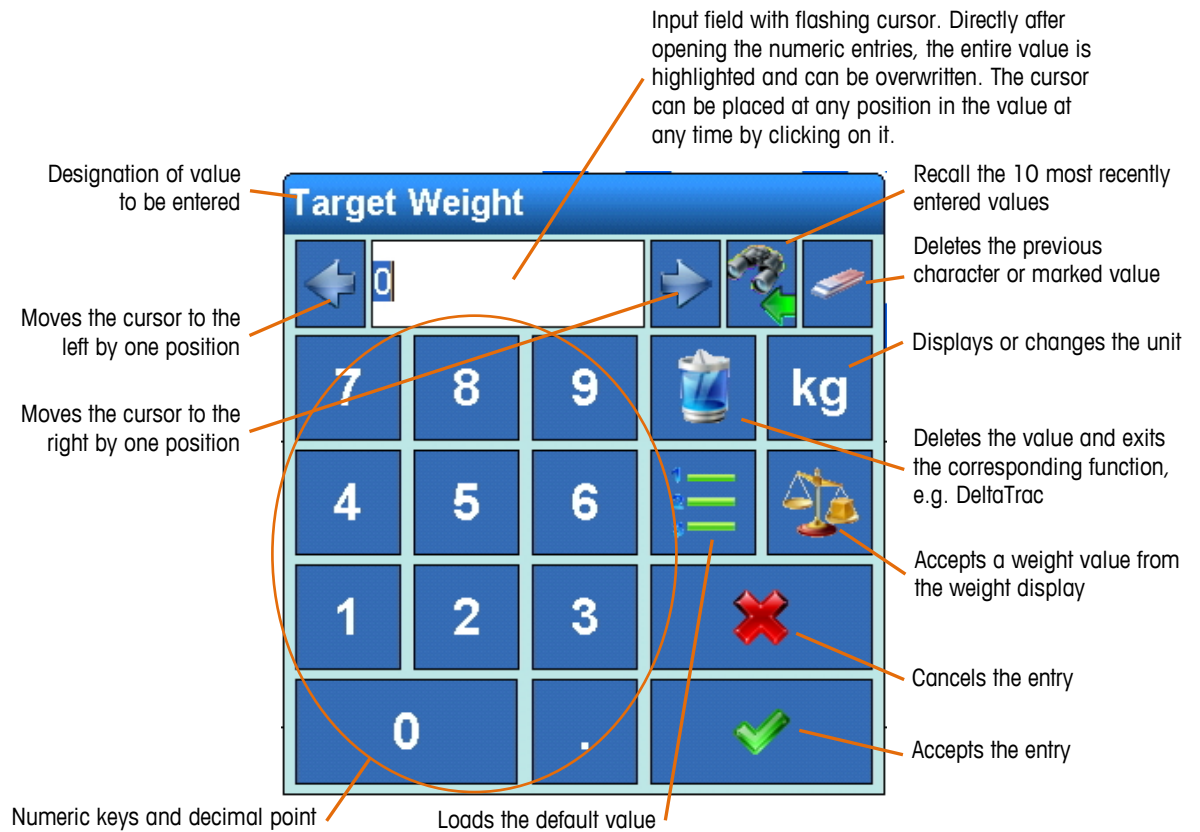 Input field with flashing cursor. Directly after
opening the numeric entries, the entire value is
highlighted and can be overwritten. The cursor
can be placed at any position in the value at
any time by clicking on it.
Designation of value
to be entered
Target Weight
Recall the 10 most recently
entered values
0
Deletes the previous
character or marked value
Moves the cursor to the
left by one position
Displays or changes the unit
7 8 9 kg
Moves the cursor to the
right by one position
Deletes the value and exits
the corresponding function,
e.g. DeltaTrac
4 5 6
Accepts a weight value from
the weight display
1 2 3
Cancels the entry
0 .
Accepts the entry
Numeric keys and decimal point
Loads the default value